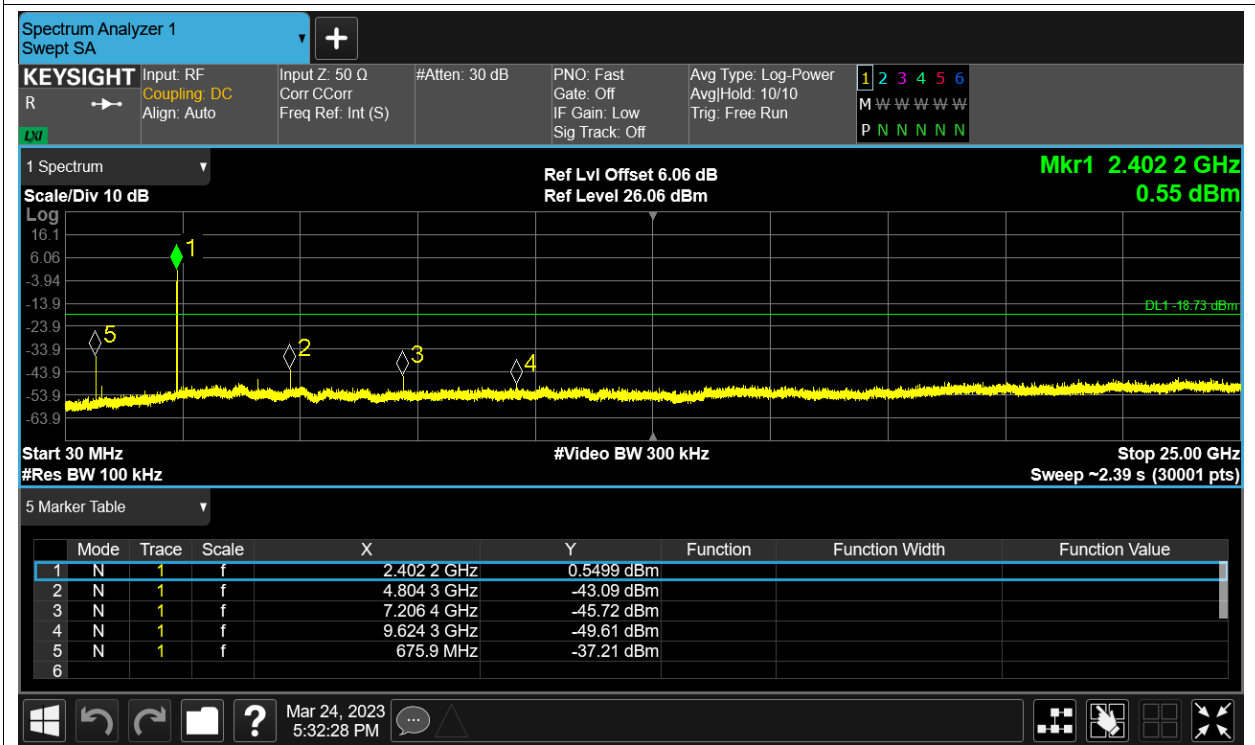 Spectrum Analyzer 1
Swept SA
KEYSIGHT Input: RF Input Z: 50 Ω #Atten: 30 dB PNO: Fast Avg Type: Log-Power 1 2 3 4 5 6
R Coupling: DC Corr CCorr Gate: Off Avg|Hold: 10/10 M W W W W W W
Align: Auto Freq Ref: Int (S) IF Gain: Low Trig: Free Run
LXI Sig Track: Off P N N N N N N
1 Spectrum Ref Lvl Offset 6.06 dB Mkr1 2.402 2 GHz
Scale/Div 10 dB Ref Level 26.06 dBm 0.55 dBm
Log
16.1
6.06
-3.94
-13.9
-23.9
-33.9
-43.9
-53.9
-63.9
1
DL1 -18.73 dBm
5
2
3
4
Start 30 MHz #Video BW 300 kHz Stop 25.00 GHz
#Res BW 100 kHz Sweep ~2.39 s (30001 pts)
5 Marker Table
Mode Trace Scale X Y Function Function Width Function Value
1 N 1 f 2.402 2 GHz 0.5499 dBm
2 N 1 f 4.804 3 GHz -43.09 dBm
3 N 1 f 7.206 4 GHz -45.72 dBm
4 N 1 f 9.624 3 GHz -49.61 dBm
5 N 1 f 675.9 MHz -37.21 dBm
6
? Mar 24, 2023
5:32:28 PM